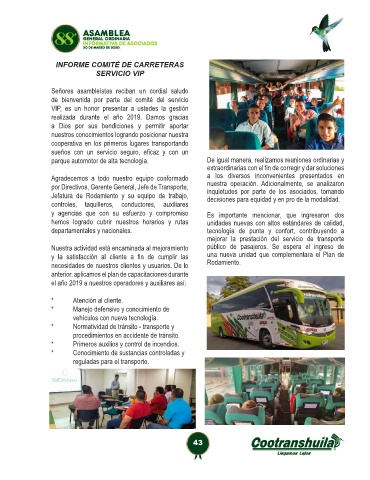 88°
ASAMBLEA
GENERAL ORDINARIA
INFORMATIVA DE ASOCIADOS
20 DE MARZO DE 2020
INFORME COMITÉ DE CARRETERAS
SERVICIO VIP
Señores asambleístas reciban un cordial saludo
de bienvenida por parte del comité del servicio
VIP, es un honor presentar a ustedes la gestión
realizada durante el año 2019. Damos gracias
a Dios por sus bendiciones y permitir aportar
nuestros conocimientos logrando posicionar nuestra
cooperativa en los primeros lugares transportando
sueños con un servicio seguro, eficaz y con un
parque automotor de alta tecnología.
Agradecemos a todo nuestro equipo conformado
por Directivos, Gerente General, Jefe de Transporte,
Jefatura de Rodamiento y su equipo de trabajo,
controles, taquilleros, conductores, auxiliares
y agencias que con su esfuerzo y compromiso
hemos logrado cubrir nuestros horarios y rutas
departamentales y nacionales.
Nuestra actividad está encaminada al mejoramiento
y la satisfacción al cliente a fin de cumplir las
necesidades de nuestros clientes y usuarios. De lo
anterior, aplicamos el plan de capacitaciones durante
el año 2019 a nuestros operadores y auxiliares así:
* Atención al cliente.
* Manejo defensivo y conocimiento de
vehículos con nueva tecnología.
* Normatividad de tránsito - transporte y
procedimientos en accidente de tránsito.
* Primeros auxilios y control de incendios.
* Conocimiento de sustancias controladas y
reguladas para el transporte.
De igual manera, realizamos reuniones ordinarias y
extraordinarias con el fin de corregir y dar soluciones
a los diversos inconvenientes presentados en
nuestra operación. Adicionalmente, se analizaron
inquietudes por parte de los asociados, tomando
decisiones para equidad y en pro de la modalidad.
Es importante mencionar, que ingresaron dos
unidades nuevas con altos estándares de calidad,
tecnología de punta y confort, contribuyendo a
mejorar la prestación del servicio de transporte
público de pasajeros. Se espera el ingreso de
una nueva unidad que complementara el Plan de
Rodamiento.
43
Cootranshuila
Llegamos Lejos